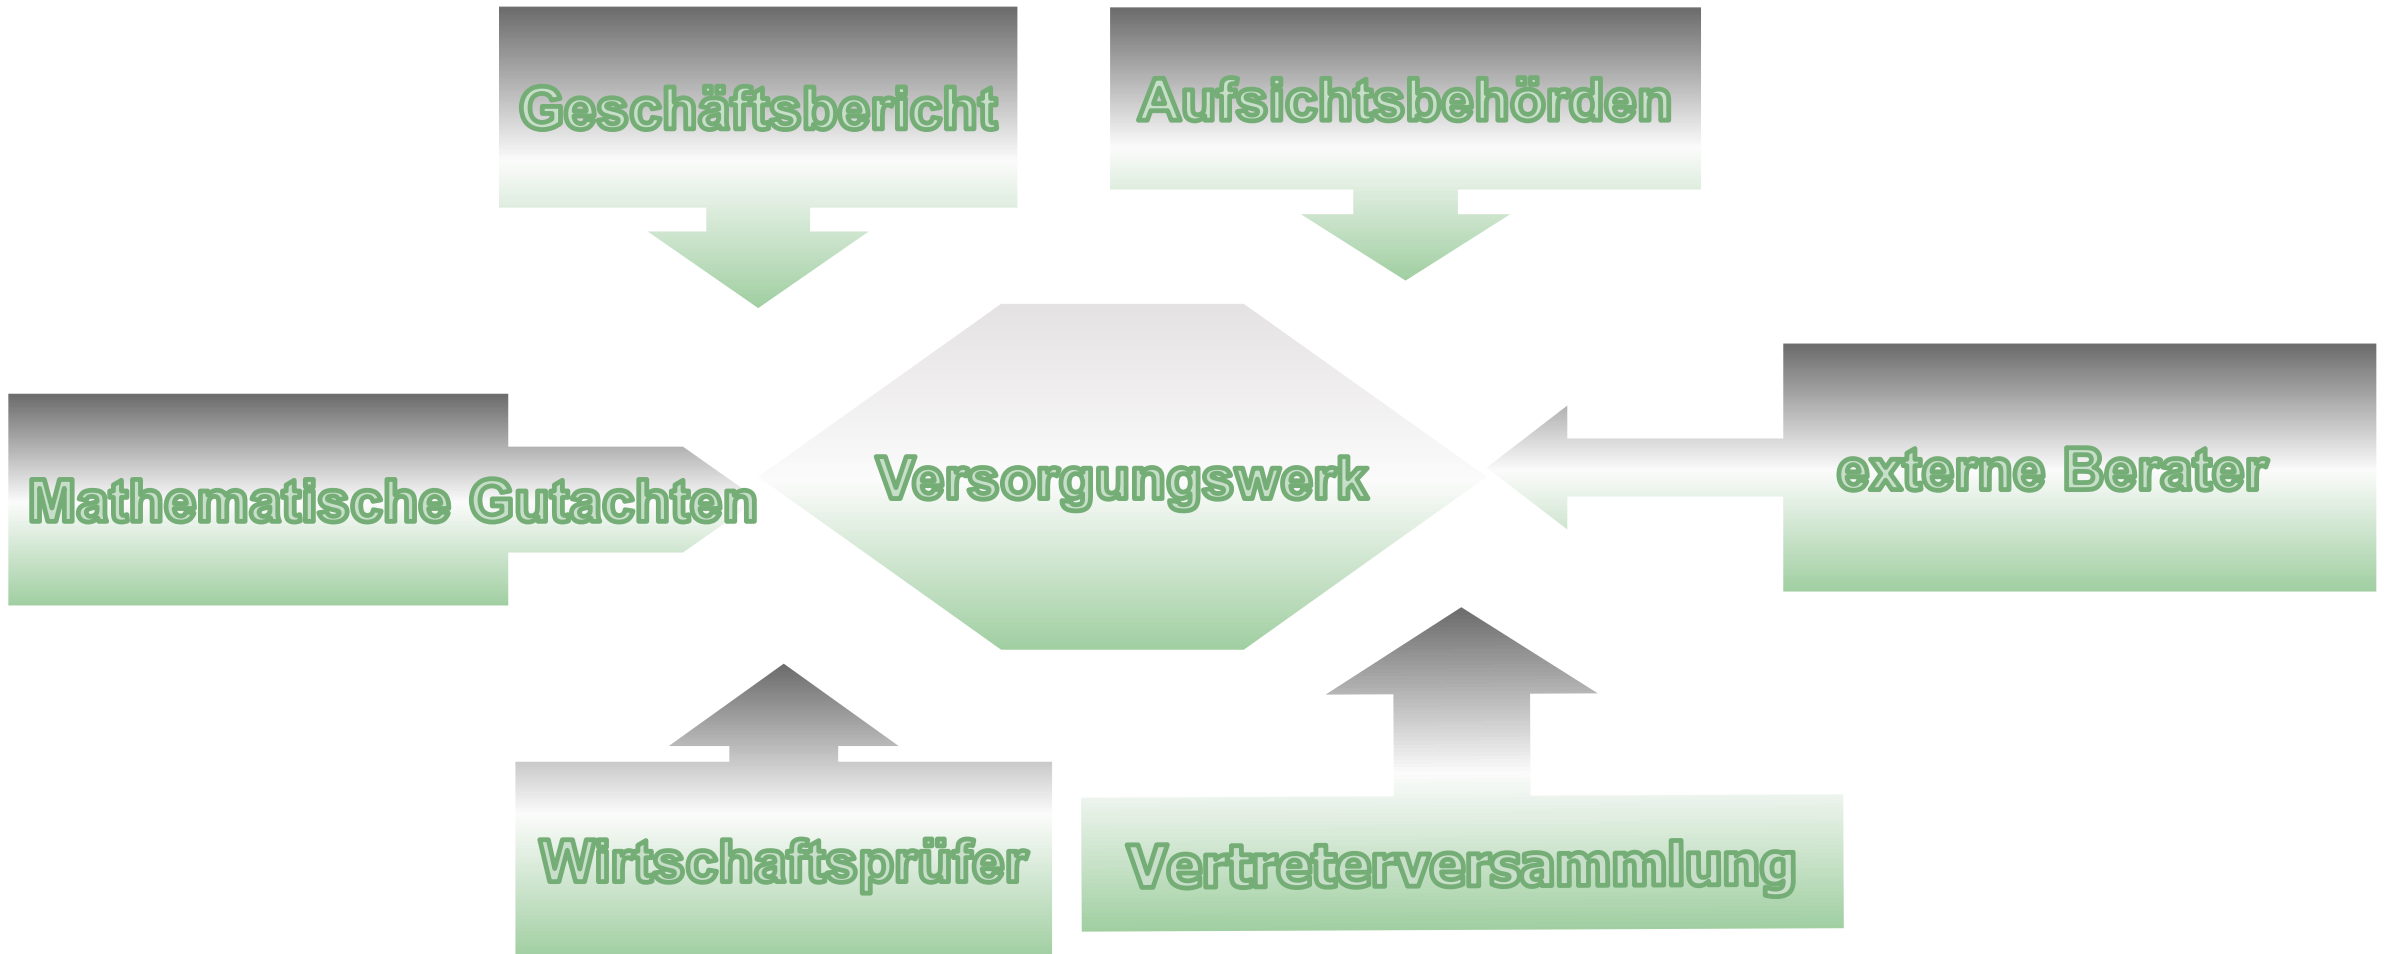 Geschäftsbericht
Aufsichtsbehörden
Mathematische Gutachten
Versorgungswerk
externe Berater
Wirtschaftsprüfer
Vertreterversammlung